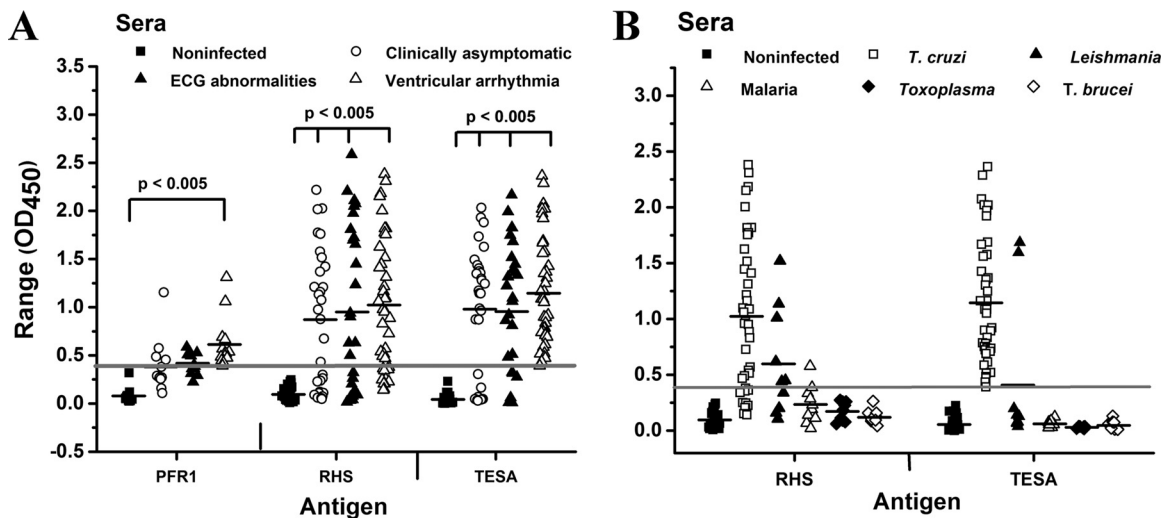 A
Sera
■ Noninfected ○ Clinically asymptomatic
▲ ECG abnormalities △ Ventricular arrhythmia
3.5
3.0
2.5
2.0
1.5
1.0
0.5
0.0
-0.5
Range (OD450)
p < 0.005
p < 0.005
p < 0.005
PFR1 RHS TESA
Antigen
B
Sera
■ Noninfected □ T. cruzi ▲ Leishmania
△ Malaria ◆ Toxoplasma ◇ T. brucei
3.0
2.5
2.0
1.5
1.0
0.5
0.0
RHS TESA
Antigen